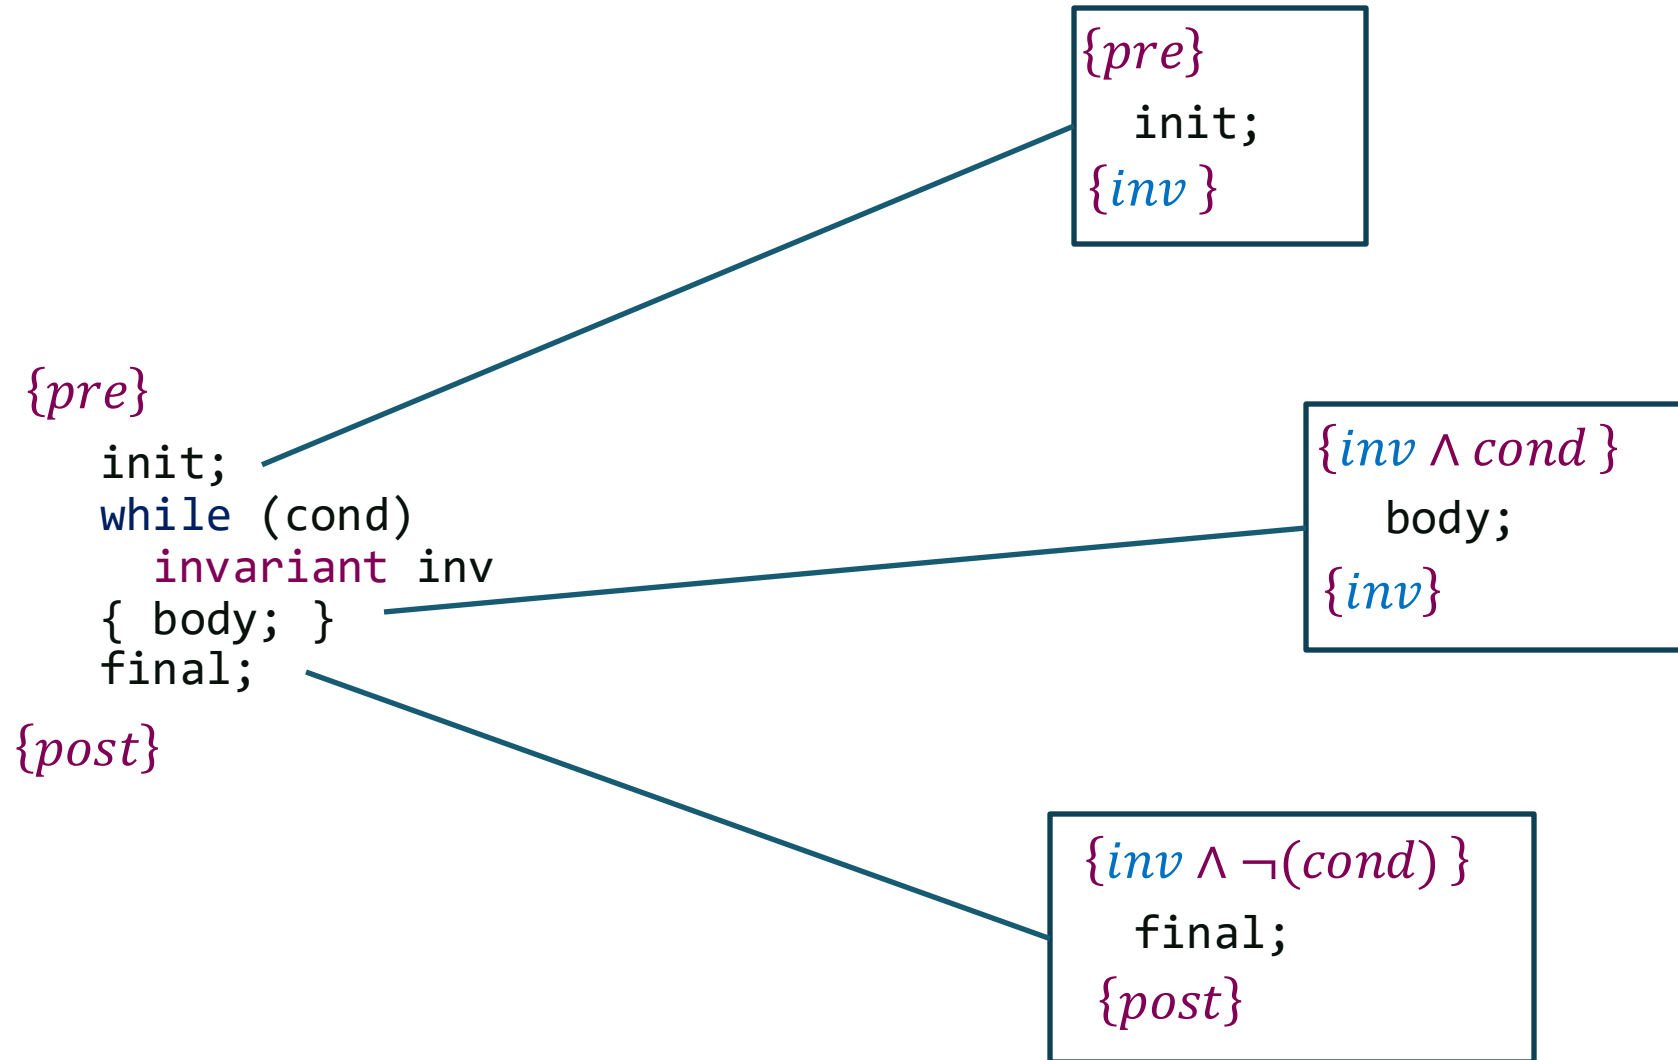 {pre}
init;
while (cond)
invariant inv
{ body; }
final;
{post}
{pre}
init;
{inv }
{inv ∧ cond }
body;
{inv}
{inv ∧ ¬(cond) }
final;
{post}